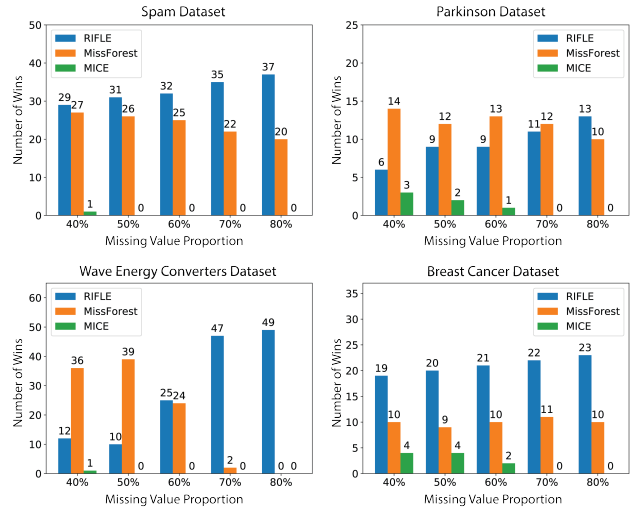 Spam Dataset
Number of Wins
50
40
30
20
10
0
RIFLE
MissForest
MICE
29 27 1
31 26 0
32 25 0
35 22 0
37 20 0
40% 50% 60% 70% 80%
Missing Value Proportion
Parkinson Dataset
Number of Wins
25
20
15
10
5
0
RIFLE
MissForest
MICE
6 14 3
9 12 2
9 13 1
11 12 0
13 10 0
40% 50% 60% 70% 80%
Missing Value Proportion
Wave Energy Converters Dataset
Number of Wins
60
50
40
30
20
10
0
RIFLE
MissForest
MICE
12 36 1
10 39 0
25 24 0
47 2 0
49 0 0
40% 50% 60% 70% 80%
Missing Value Proportion
Breast Cancer Dataset
Number of Wins
35
30
25
20
15
10
5
0
RIFLE
MissForest
MICE
19 10 4
20 9 4
21 10 2
22 11 0
23 10 0
40% 50% 60% 70% 80%
Missing Value Proportion